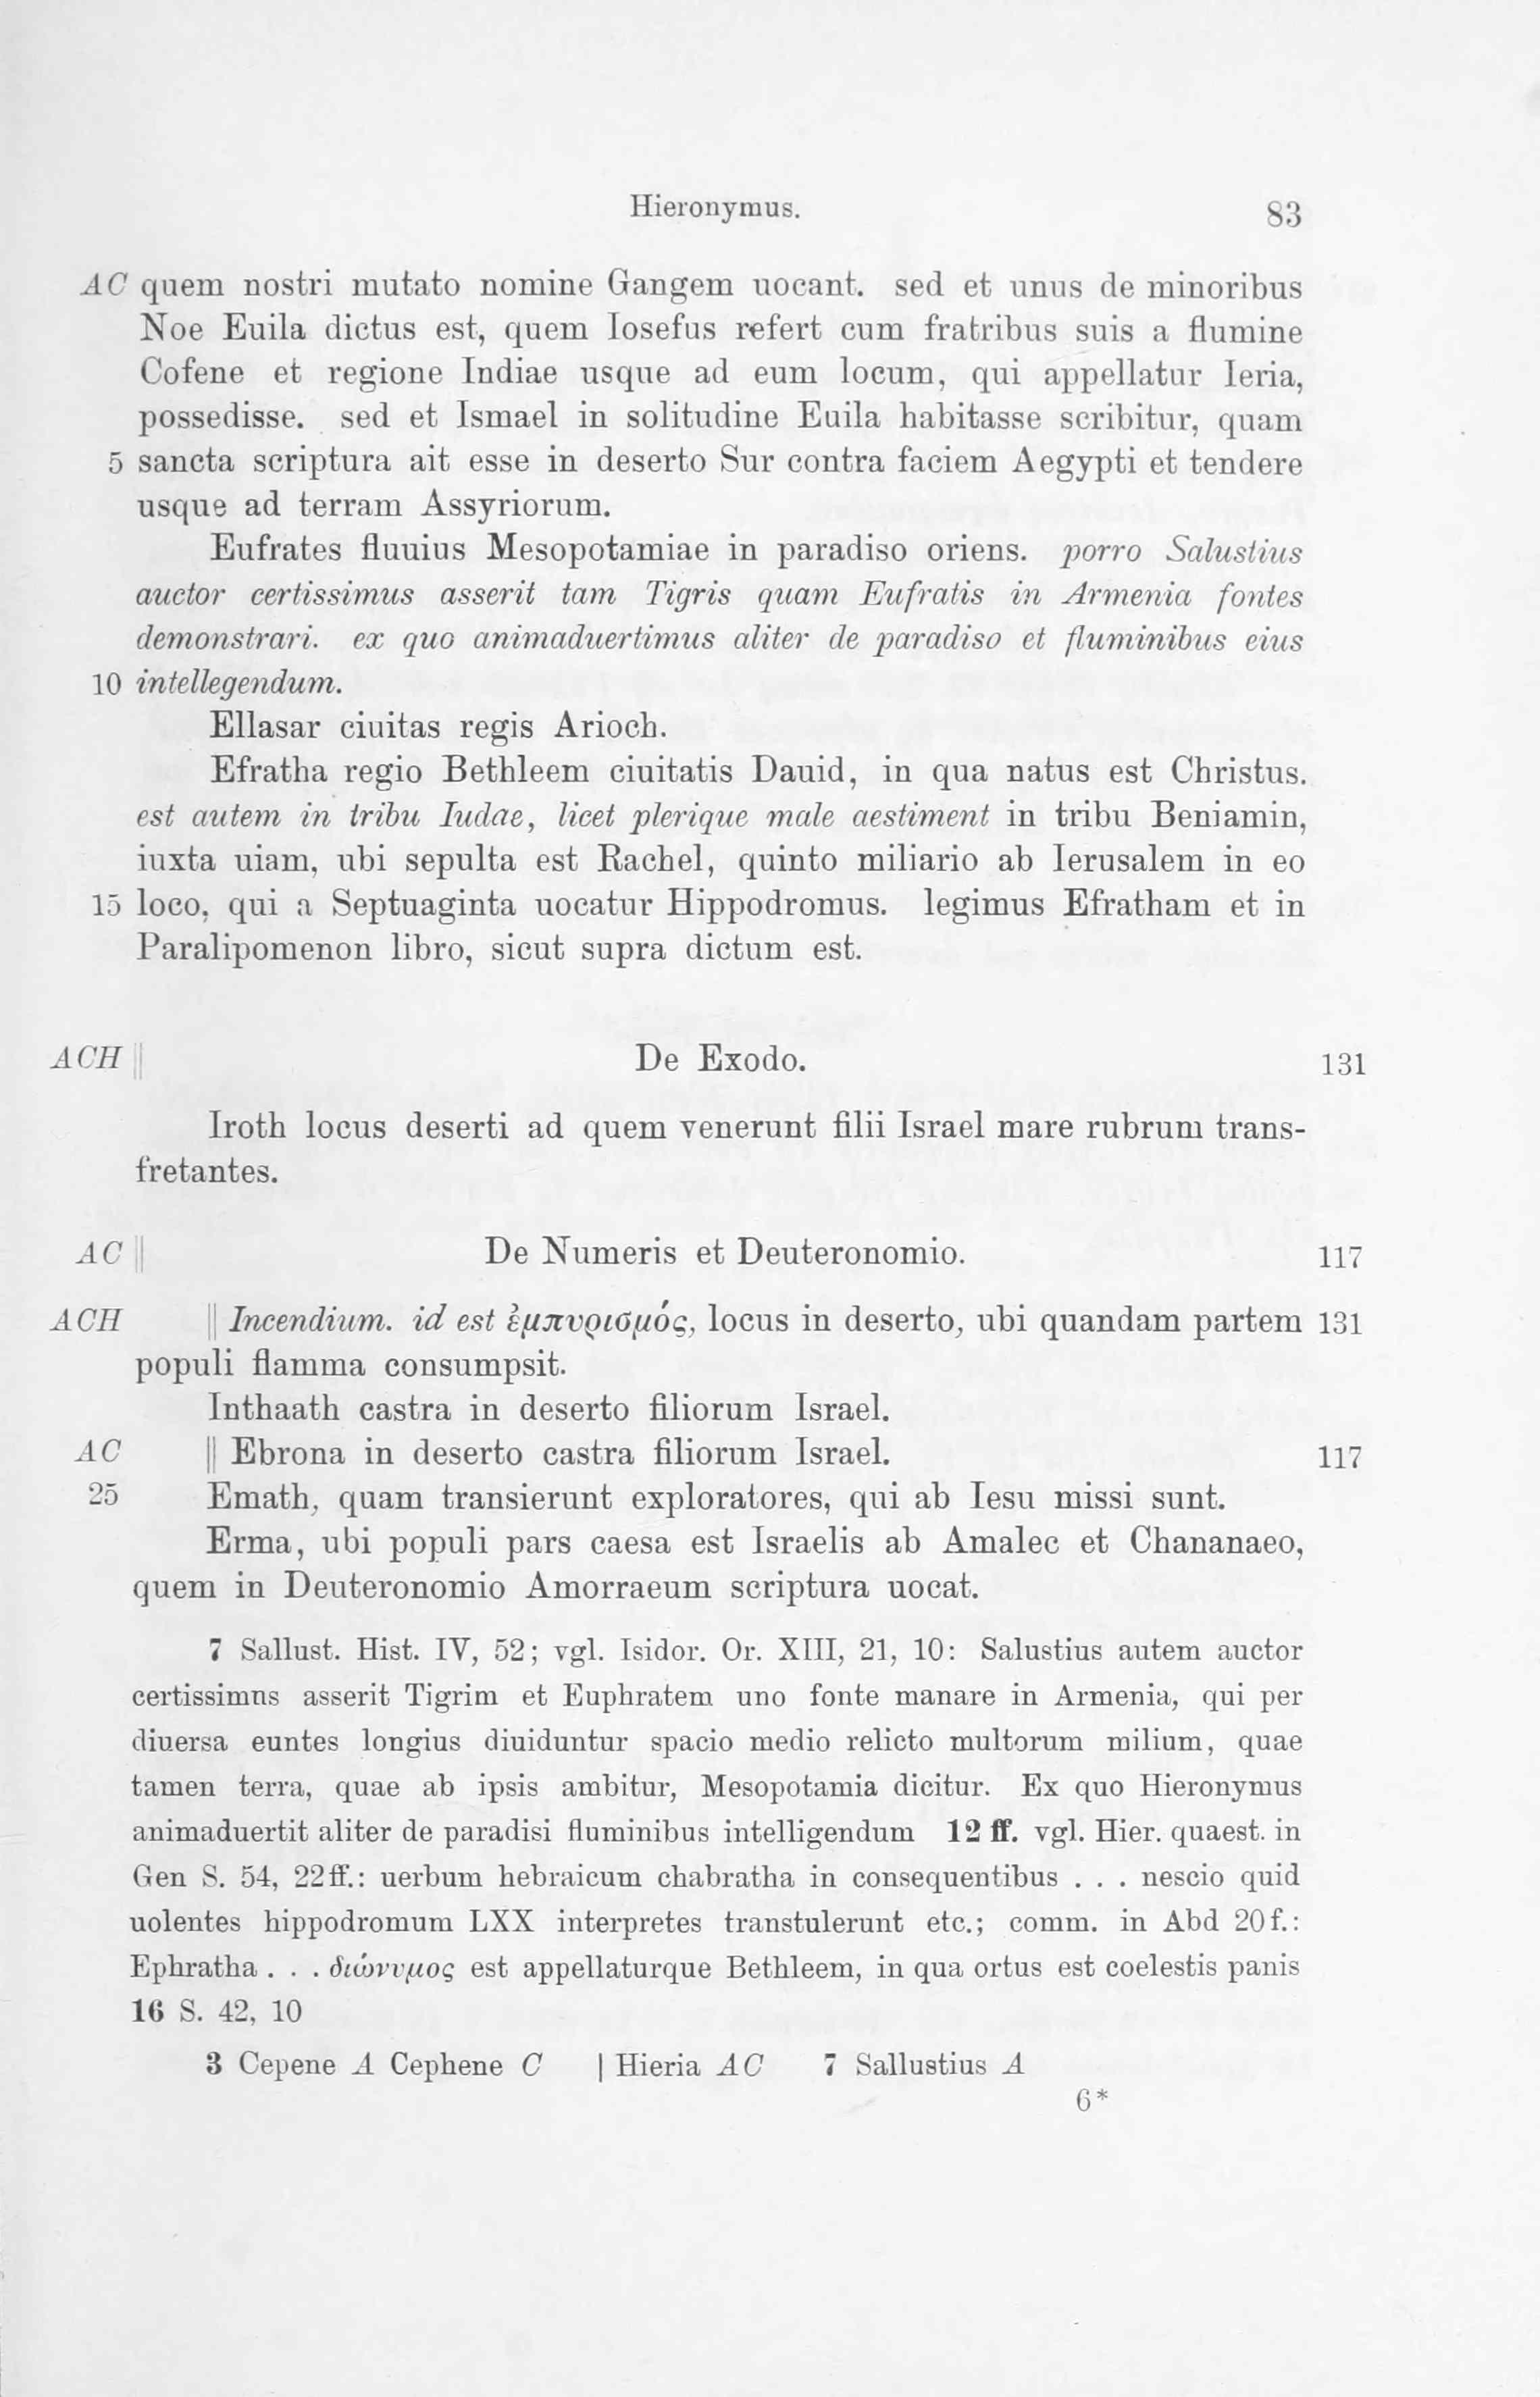 Hieronymus. 83
AC quem nostri mutato nomine Gangem uocant. sed et unus de minoribus
Noe Euila dictus est, quem Iosefus refert cum fratribus suis a flumine
Cofene et regione Indiae usque ad eum locum, qui appellatur Ieria,
possedisse. sed et Ismael in solitudine Euila habitasse scribitur, quam
5 sancta scriptura ait esse in deserto Sur contra faciem Aegypti et tendere
usque ad terram Assyriorum.
Eufrates fluuius Mesopotamiae in paradiso oriens. porro Salustius
auctor certissimus asserit tam Tigris quam Eufratis in Armenia fontes
demonstrari. ex quo animaduertimus aliter de paradiso et fluminibus eius
10 intellegendum.
Ellasar ciuitas regis Arioch.
Efratha regio Bethleem ciuitatis Dauid, in qua natus est Christus.
est autem in tribu Iudae, licet plerique male aestiment in tribu Beniamin,
iuxta uiam, ubi sepulta est Rachel, quinto miliario ab Ierusalem in eo
15 loco, qui a Septuaginta uocatur Hippodromus. legimus Efratham et in
Paralipomenon libro, sicut supra dictum est.
ACH || De Exodo. 131
Iroth locus deserti ad quem venerunt filii Israel mare rubrum trans-
fretantes.
AC || De Numeris et Deuteronomio. 117
ACH || Incendium. id est ἐμπυρισμός, locus in deserto, ubi quandam partem 131
populi flamma consumpsit.
Inthaath castra in deserto filiorum Israel.
AC || Ebrona in deserto castra filiorum Israel. 117
25 Emath, quam transierunt exploratores, qui ab Iesu missi sunt.
Erma, ubi populi pars caesa est Israelis ab Amalec et Chananaeo,
quem in Deuteronomio Amorraeum scriptura uocat.
7 Sallust. Hist. IV, 52; vgl. Isidor. Or. XIII, 21, 10: Salustius autem auctor
certissimus asserit Tigrim et Euphratem uno fonte manare in Armenia, qui per
diuersa euntes longius diuiduntur spacio medio relicto multorum milium, quae
tamen terra, quae ab ipsis ambitur, Mesopotamia dicitur. Ex quo Hieronymus
animaduertit aliter de paradisi fluminibus intelligendum 12 ff. vgl. Hier. quaest. in
Gen S. 54, 22ff.: uerbum hebraicum chabratha in consequentibus . . . nescio quid
uolentes hippodromum LXX interpretes transtulerunt etc.; comm. in Abd 20f.:
Ephratha . . . διώνυμος est appellaturque Bethleem, in qua ortus est coelestis panis
16 S. 42, 10
3 Cepene A Cephene C | Hieria AC 7 Sallustius A
6*